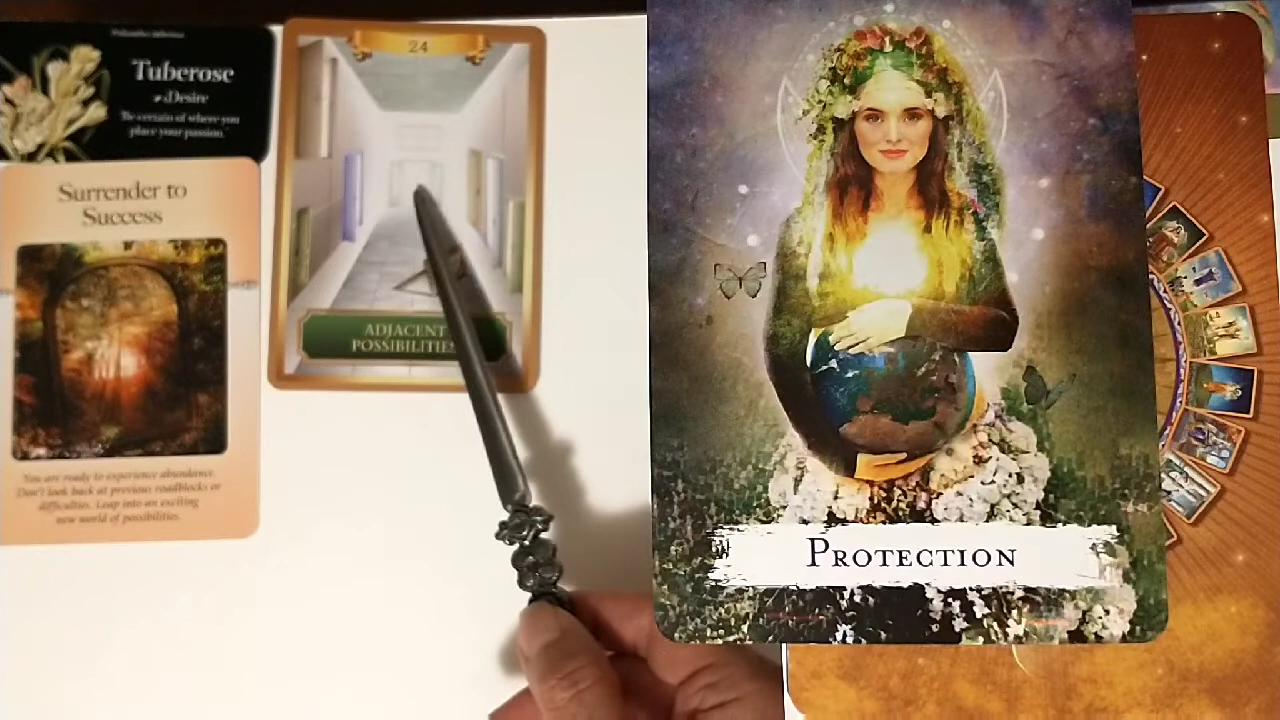 Tuberose
Desire
Be certain of where you
place your passion.
Surrender to
Success
You are ready to experience abundance.
Don't look back at previous roadblocks or
difficulties. Leap into an exciting
new world of possibilities.
24
ADJACENT
POSSIBILITIES
PROTECTION